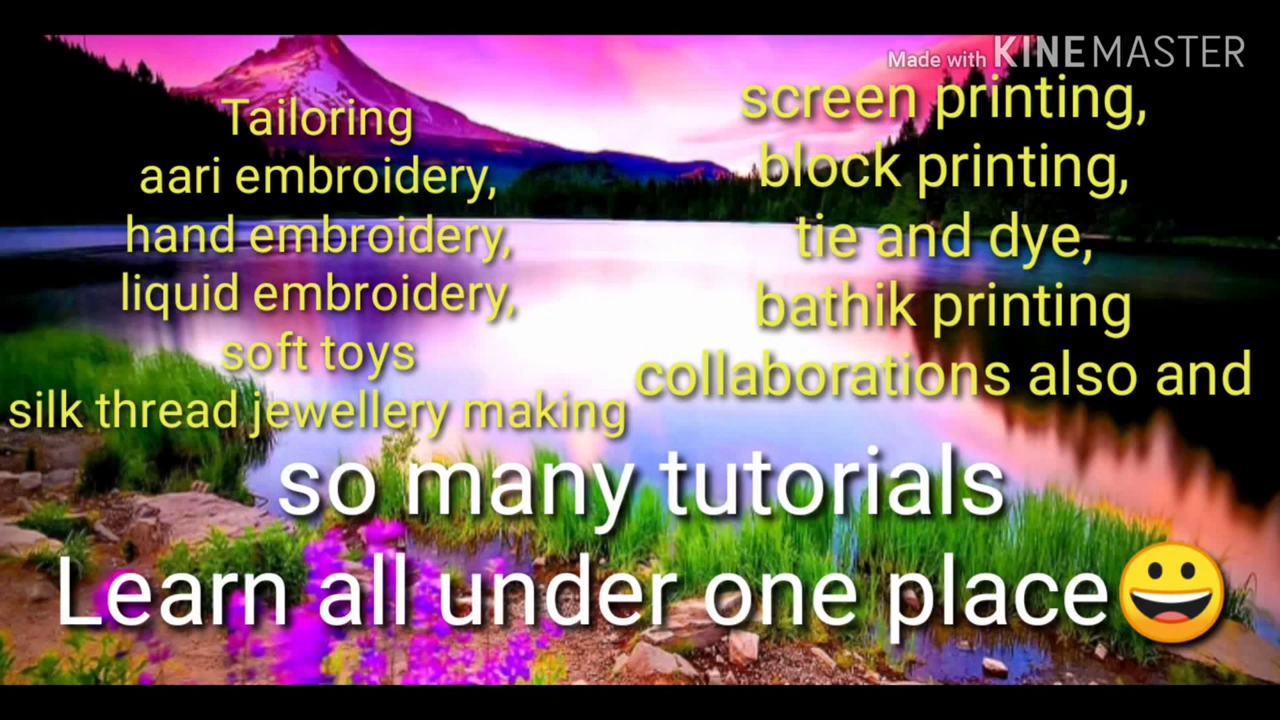 Made with KINEMASTER
Tailoring
aari embroidery,
hand embroidery,
liquid embroidery,
soft toys
silk thread jewellery making
screen printing,
block printing,
tie and dye,
bathik printing
collaborations also and
so many tutorials
Learn all under one place😀